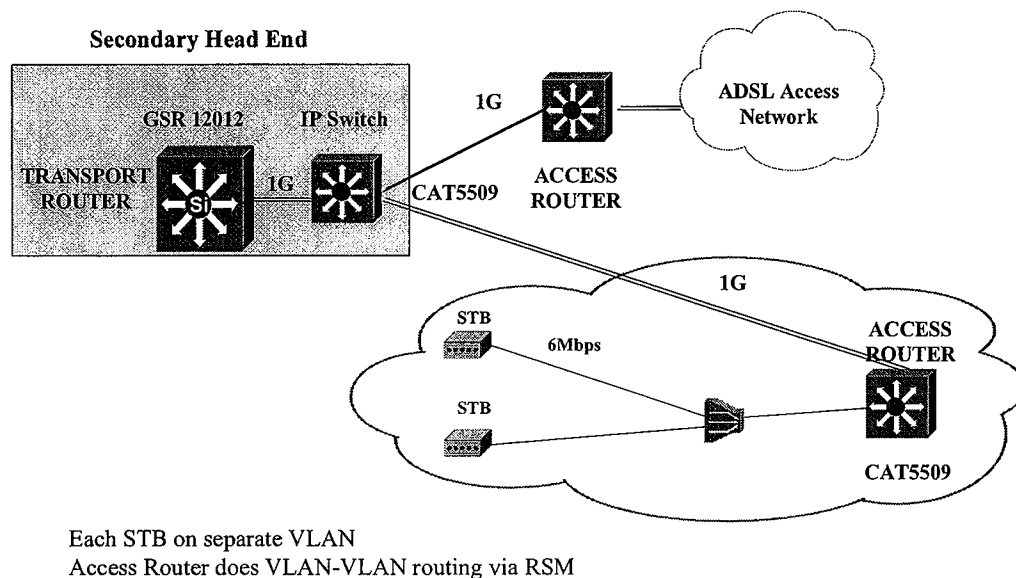 Secondary Head End
GSR 12012
IP Switch
TRANSPORT
ROUTER
Si
1G
CAT5509
1G
ACCESS
ROUTER
ADSL Access
Network
1G
STB
6Mbps
STB
ACCESS
ROUTER
CAT5509
Each STB on separate VLAN
Access Router does VLAN-VLAN routing via RSM